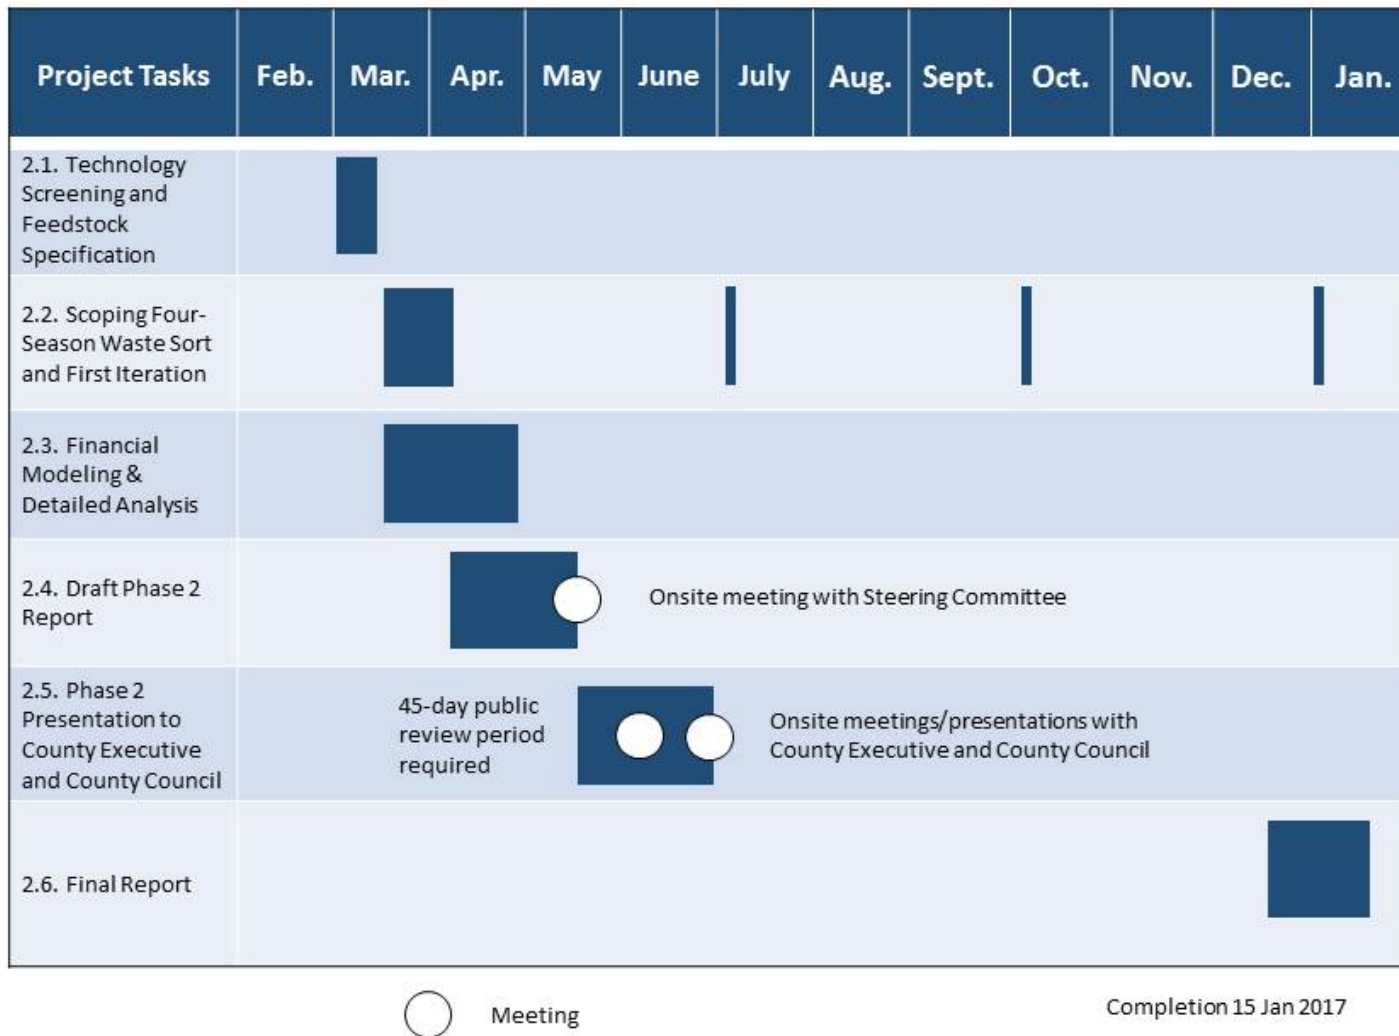 Project Tasks Feb. Mar. Apr. May June July Aug. Sept. Oct. Nov. Dec. Jan.
2.1. Technology
Screening and
Feedstock
Specification
2.2. Scoping Four-
Season Waste Sort
and First Iteration
2.3. Financial
Modeling &
Detailed Analysis
2.4. Draft Phase 2
Report
Onsite meeting with Steering Committee
2.5. Phase 2
Presentation to
County Executive
and County Council
45-day public
review period
required
Onsite meetings/presentations with
County Executive and County Council
2.6. Final Report
Meeting
Completion 15 Jan 2017